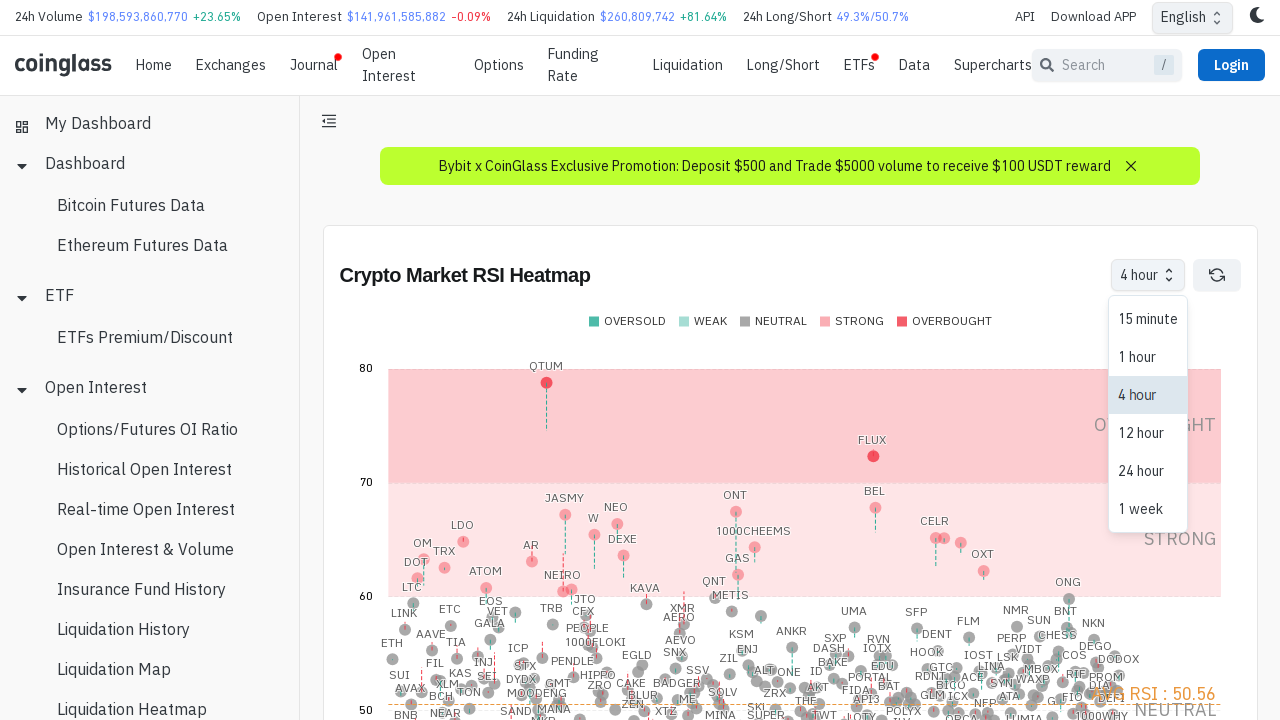 24h Volume $198,593,860,770 +23.65% Open Interest $141,961,585,882 -0.09% 24h Liquidation $260,809,742 +81.64% 24h Long/Short 49.3%/50.7% API Download APP English
coinglass Home Exchanges Journal Open Interest Options Funding Rate Liquidation Long/Short ETFs Data Supercharts Search / Login
My Dashboard
Dashboard
Bitcoin Futures Data
Ethereum Futures Data
ETF
ETFs Premium/Discount
Open Interest
Options/Futures OI Ratio
Historical Open Interest
Real-time Open Interest
Open Interest & Volume
Insurance Fund History
Liquidation History
Liquidation Map
Liquidation Heatmap
Bybit x CoinGlass Exclusive Promotion: Deposit $500 and Trade $5000 volume to receive $100 USDT reward
Crypto Market RSI Heatmap
4 hour
15 minute
1 hour
4 hour
12 hour
24 hour
1 week
OVERSOLD WEAK NEUTRAL STRONG OVERBOUGHT
80
QTUM
FLUX
70
JASMY ONT BEL
LDO W NEO 1000CHEEMS CELR
OM TRX AR DEXE GAS OXT
DOT ATOM NEIRO
STRONG
60
LTC KAVA QNT METIS ONG
LINK ETC EOS VET TRB JTO CFX XMR AERO UMA SFP NMR BNT
ETH AAVE TIA GALA PEOPLE 1000FLOKI AEVO KSM ANKR SXP RVN DENT FLM PERP SUN CHESS NKN
SUI FIL KAS INJ SEI ICP SPX PENDLE HIPPO EGLD SNX ZIL ENJ DASH BAKE IOTX EDU HOOK GTC IOST LINA LSK VIDT MBOX COS DEGO DODOX
AVAX XLM BCH TON DYDX MOODENG GMT ZRO CAKE BLUR BADGER SSV SOLV ALT ZRX ONE AKT PORTAL FIDA BAT GLM BICO ICX ACE SYN ATA WAXP RIF FIO PROM DIA
AVG RSI : 50.56
BNB NEAR SAND MANA ZEN XTZ ME MINA SUPER THE TWT API3 POLYX NFP 1000WHY
NEUTRAL
50